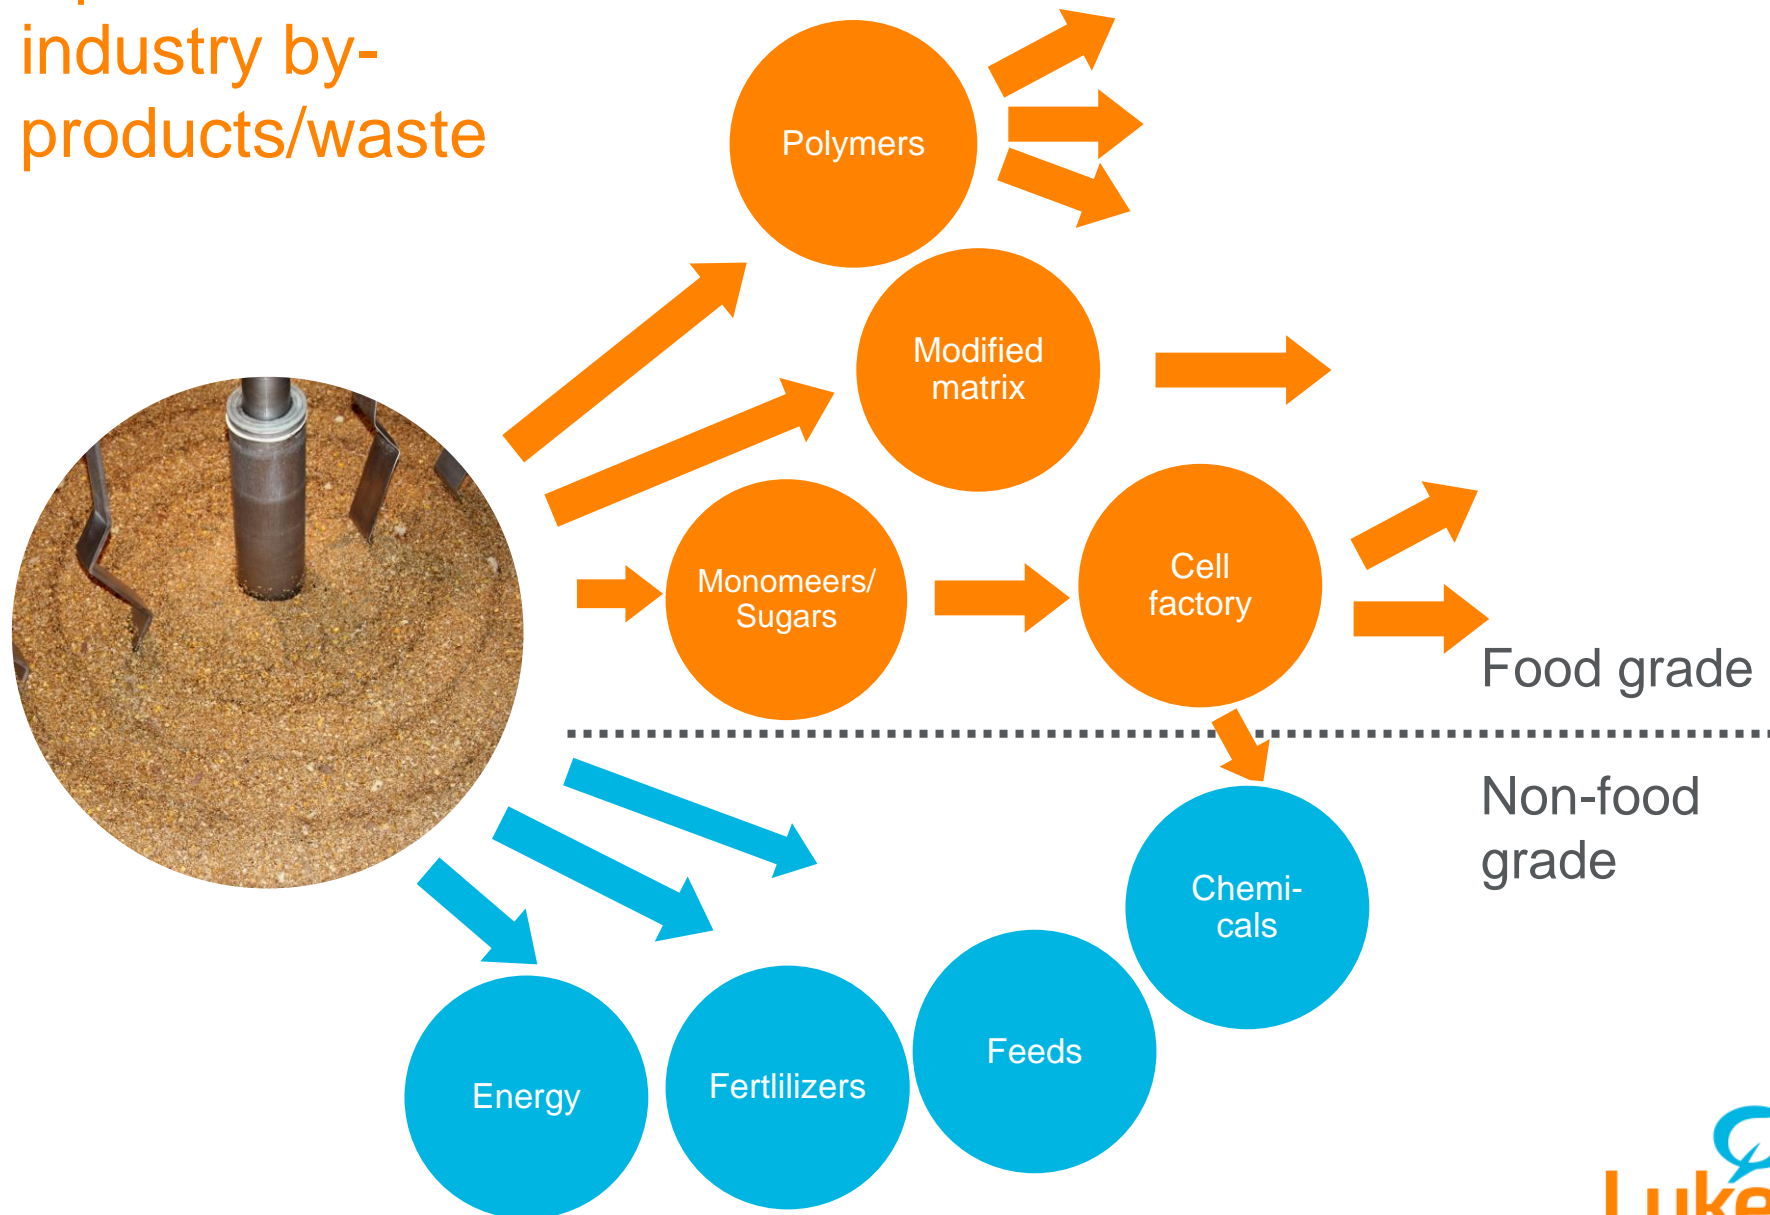 industry by-
products/waste
Polymers
Modified
matrix
Monomeers/
Sugars
Cell
factory
Food grade
Non-food
grade
Chemi-
cals
Feeds
Fertlilizers
Energy
Luke